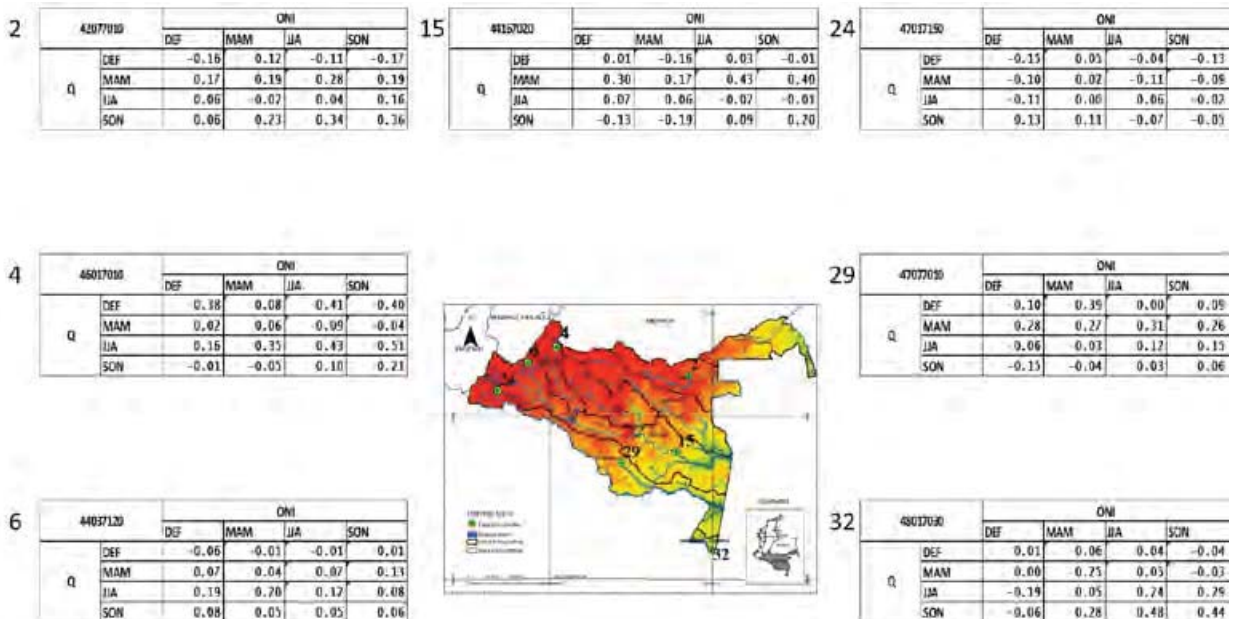 2
42077010 ONI
DEF MAM JJA SON
Q DEF -0.16 0.12 -0.11 -0.17
MAM 0.17 0.19 0.28 0.19
JJA 0.06 -0.07 0.04 0.16
SON 0.06 0.23 0.34 0.36
15
44157020 ONI
DEF MAM JJA SON
Q DEF 0.01 -0.16 0.03 -0.01
MAM 0.30 0.17 0.43 0.40
JJA 0.07 0.06 -0.07 -0.01
SON -0.13 -0.19 0.09 0.20
24
47017150 ONI
DEF MAM JJA SON
Q DEF -0.15 0.05 -0.04 -0.13
MAM -0.10 0.02 -0.11 -0.09
JJA -0.11 0.00 0.06 -0.02
SON 0.13 0.11 -0.07 -0.05
4
46017010 ONI
DEF MAM JJA SON
Q DEF -0.38 0.08 -0.41 -0.40
MAM 0.02 0.06 -0.09 -0.04
JJA 0.16 0.35 0.43 0.51
SON -0.01 -0.05 0.10 0.21
29
47077010 ONI
DEF MAM JJA SON
Q DEF -0.10 0.39 0.00 0.09
MAM 0.28 0.27 0.31 0.26
JJA -0.06 -0.03 0.12 0.15
SON -0.15 -0.04 0.03 0.06
4
15
29
32
6
44037120 ONI
DEF MAM JJA SON
Q DEF -0.06 -0.03 -0.01 0.01
MAM 0.07 0.04 0.07 -0.13
JJA 0.19 0.20 0.12 0.08
SON 0.08 0.05 0.05 0.06
32
48017030 ONI
DEF MAM JJA SON
Q DEF 0.01 -0.06 0.04 -0.04
MAM 0.00 -0.25 0.05 -0.03
JJA -0.19 0.05 0.24 0.29
SON -0.06 0.28 0.48 0.44